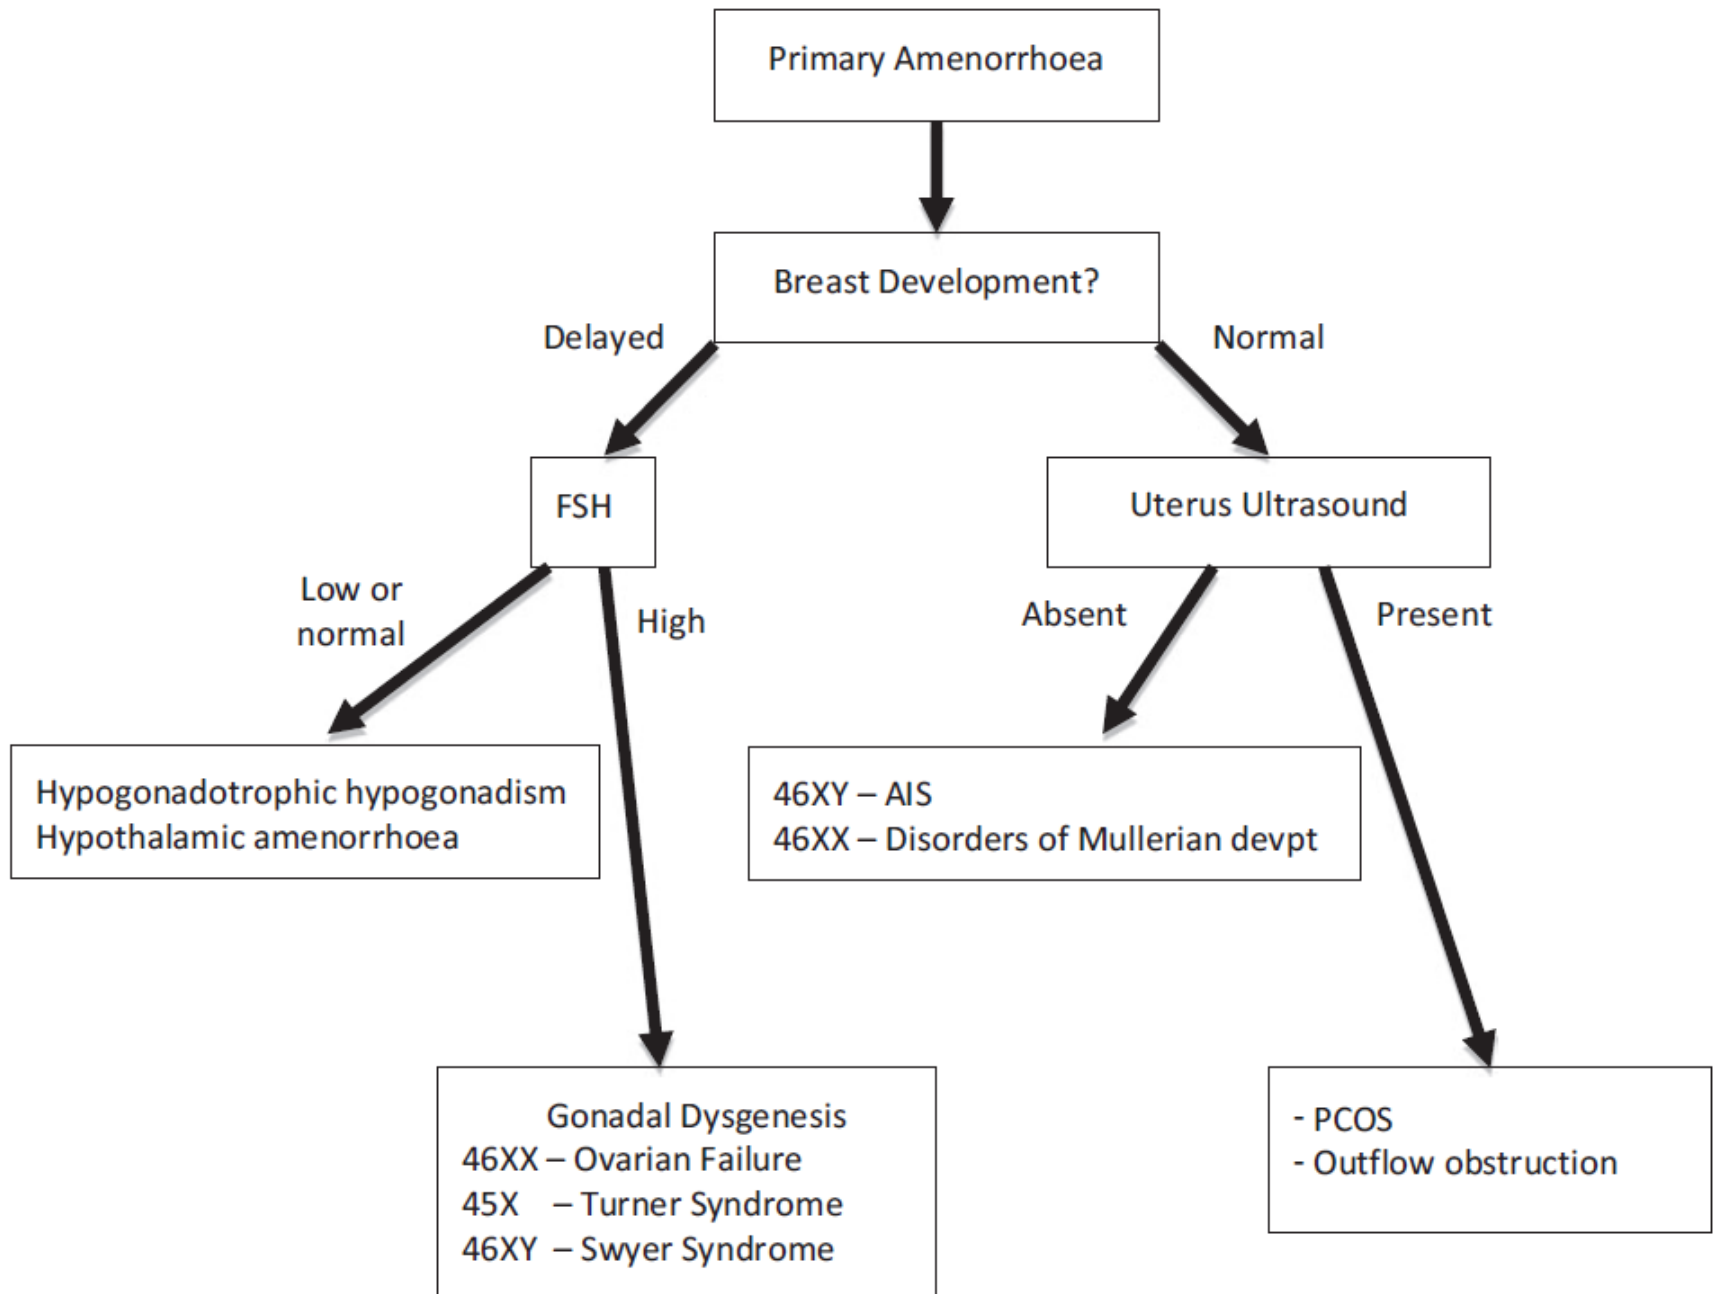 Primary Amenorrhoea
Breast Development?
Delayed
Normal
FSH
Uterus Ultrasound
Low or
normal
High
Absent
Present
Hypogonadotrophic hypogonadism
Hypothalamic amenorrhoea
46XY – AIS
46XX – Disorders of Mullerian devpt
Gonadal Dysgenesis
46XX – Ovarian Failure
45X – Turner Syndrome
46XY – Swyer Syndrome
- PCOS
- Outflow obstruction